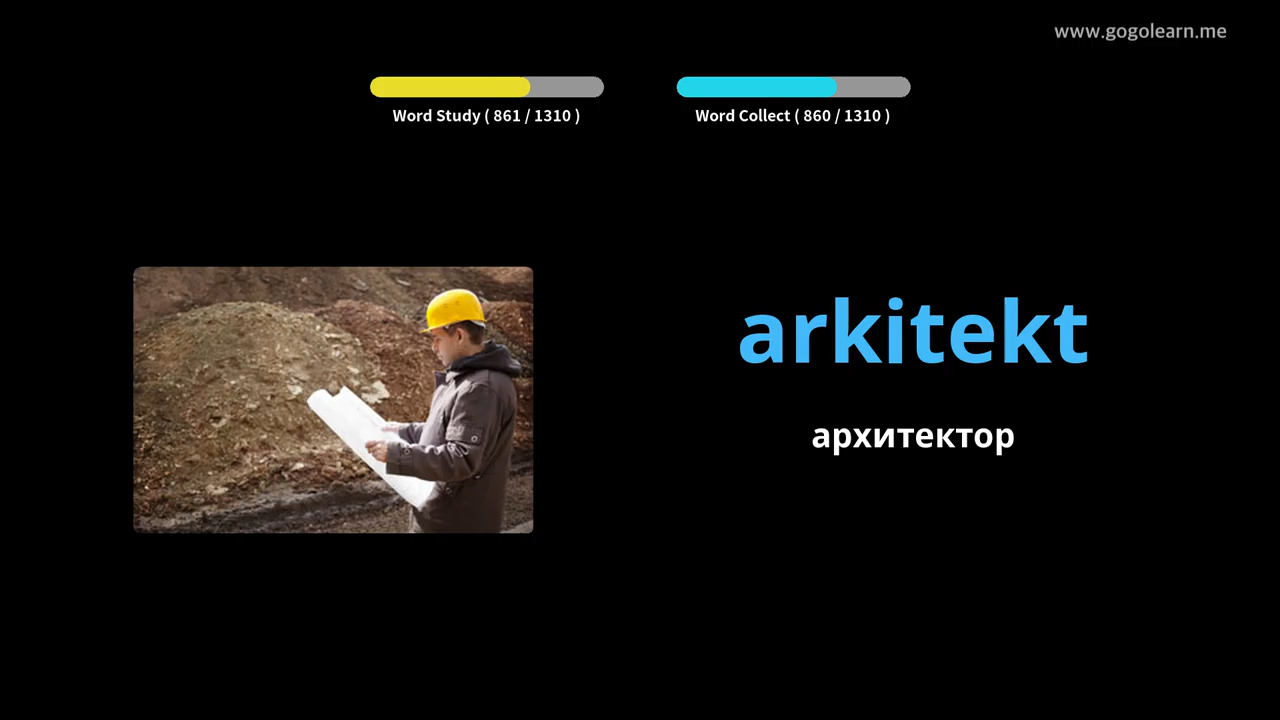 www.gogolearn.me
Word Study ( 861 / 1310 )
Word Collect ( 860 / 1310 )
arkitekt
архитектор